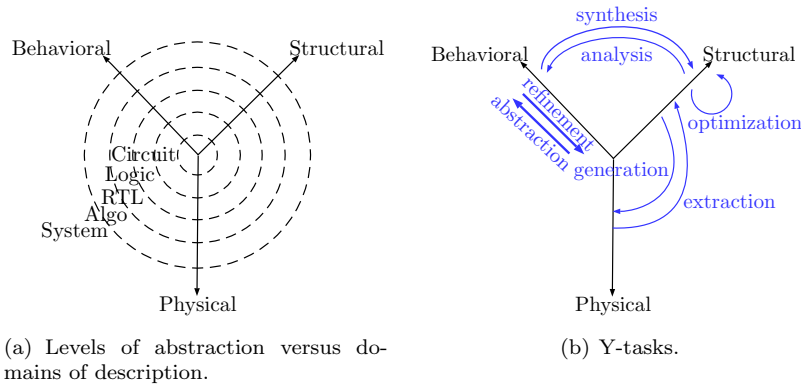 Behavioral
Structural
Circuit
Logic
RTL
Algo
System
Physical
(a) Levels of abstraction versus do-
mains of description.
synthesis
Behavioral
analysis
Structural
refinement
abstraction
optimization
generation
extraction
Physical
(b) Y-tasks.